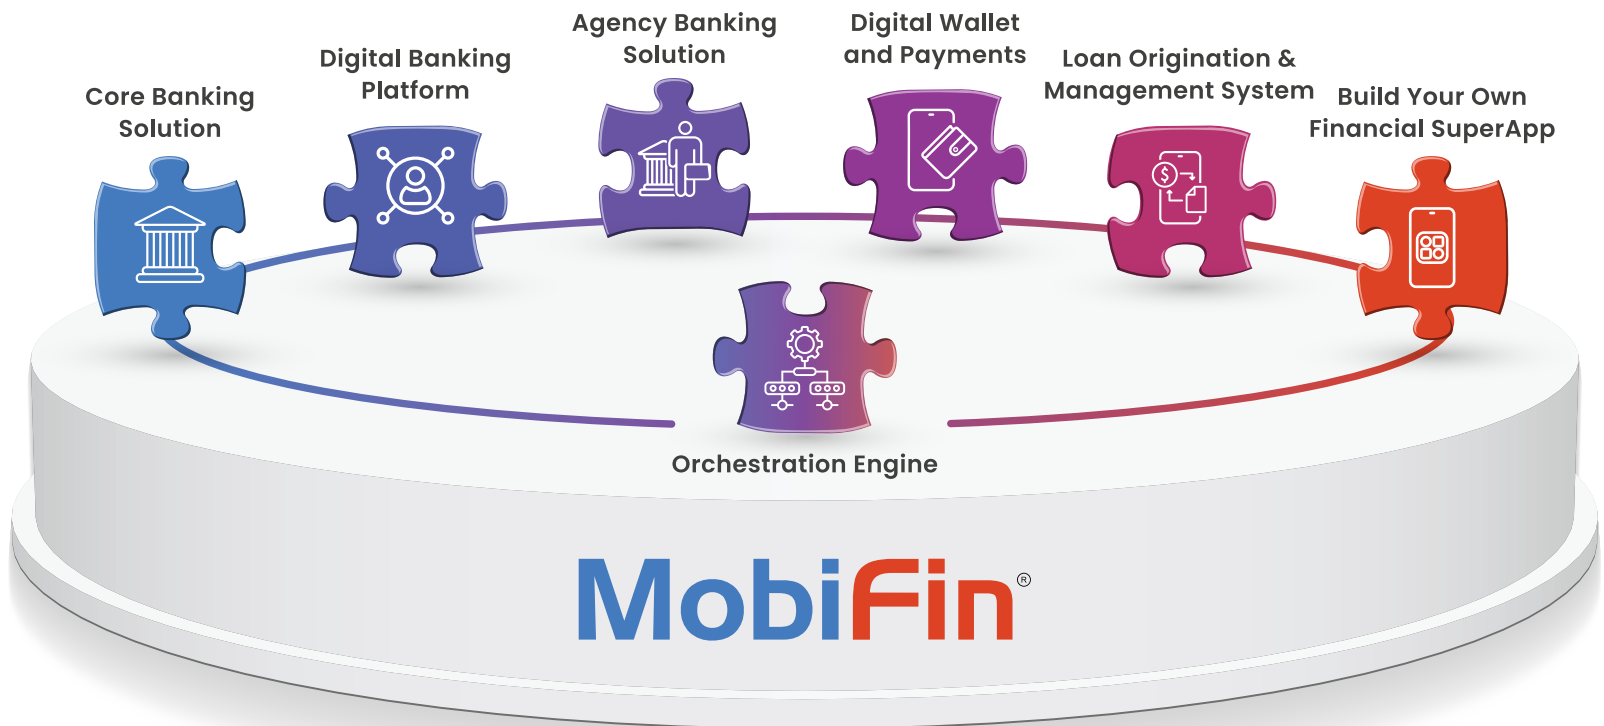 Core Banking
Solution
Digital Banking
Platform
Agency Banking
Solution
Digital Wallet
and Payments
Loan Origination &
Management System
Build Your Own
Financial SuperApp
$
Orchestration Engine
MobiFin®